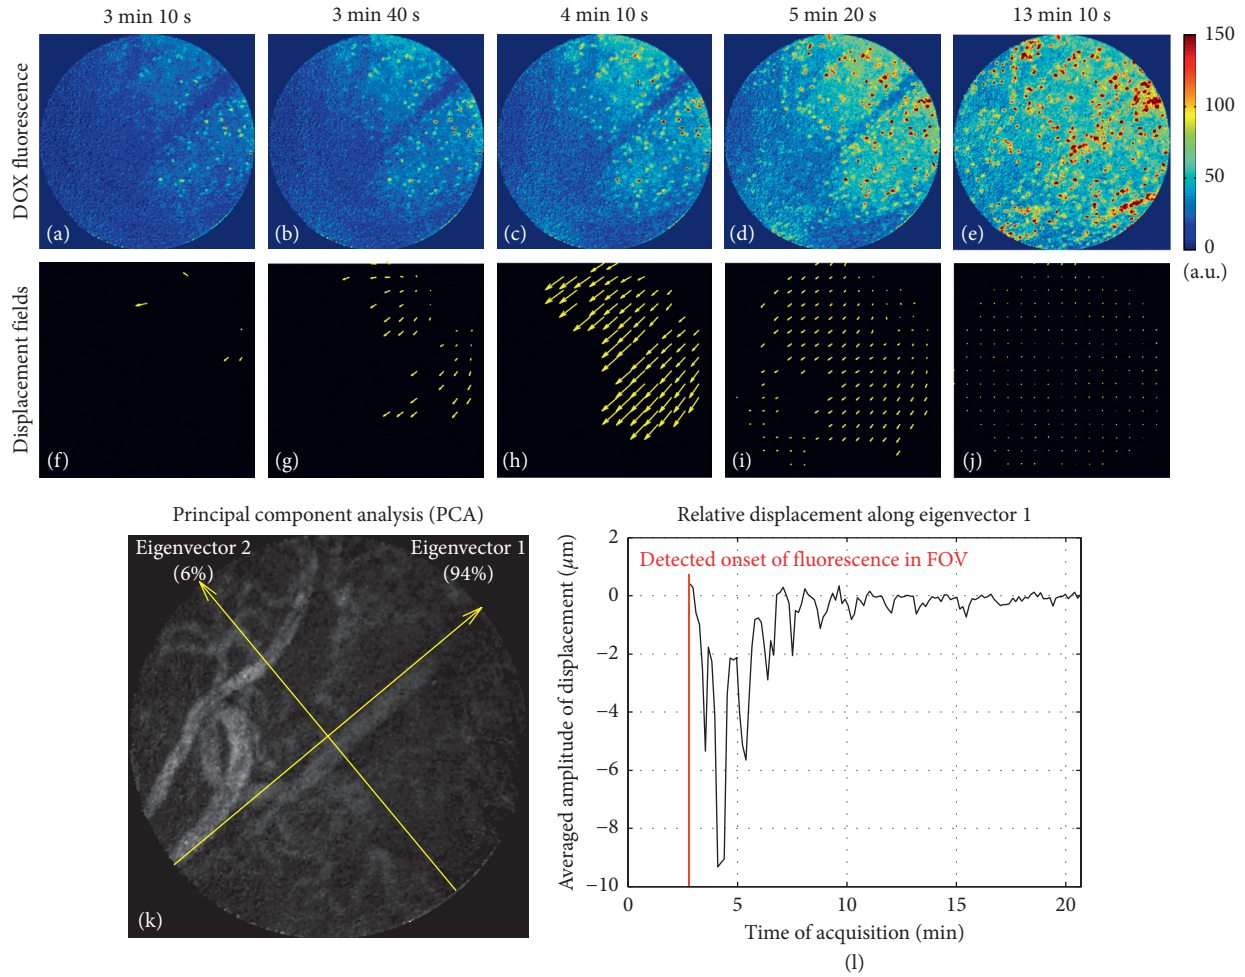 3 min 10 s
3 min 40 s
4 min 10 s
5 min 20 s
13 min 10 s
DOX fluorescence
(a)
(b)
(c)
(d)
(e)
150
100
50
0
(a.u.)
Displacement fields
(f)
(g)
(h)
(i)
(j)
Principal component analysis (PCA)
Eigenvector 2
(6%)
Eigenvector 1
(94%)
(k)
Relative displacement along eigenvector 1
Detected onset of fluorescence in FOV
Averaged amplitude of displacement (μm)
2
0
−2
−4
−6
−8
−10
0
5
10
15
20
Time of acquisition (min)
(l)